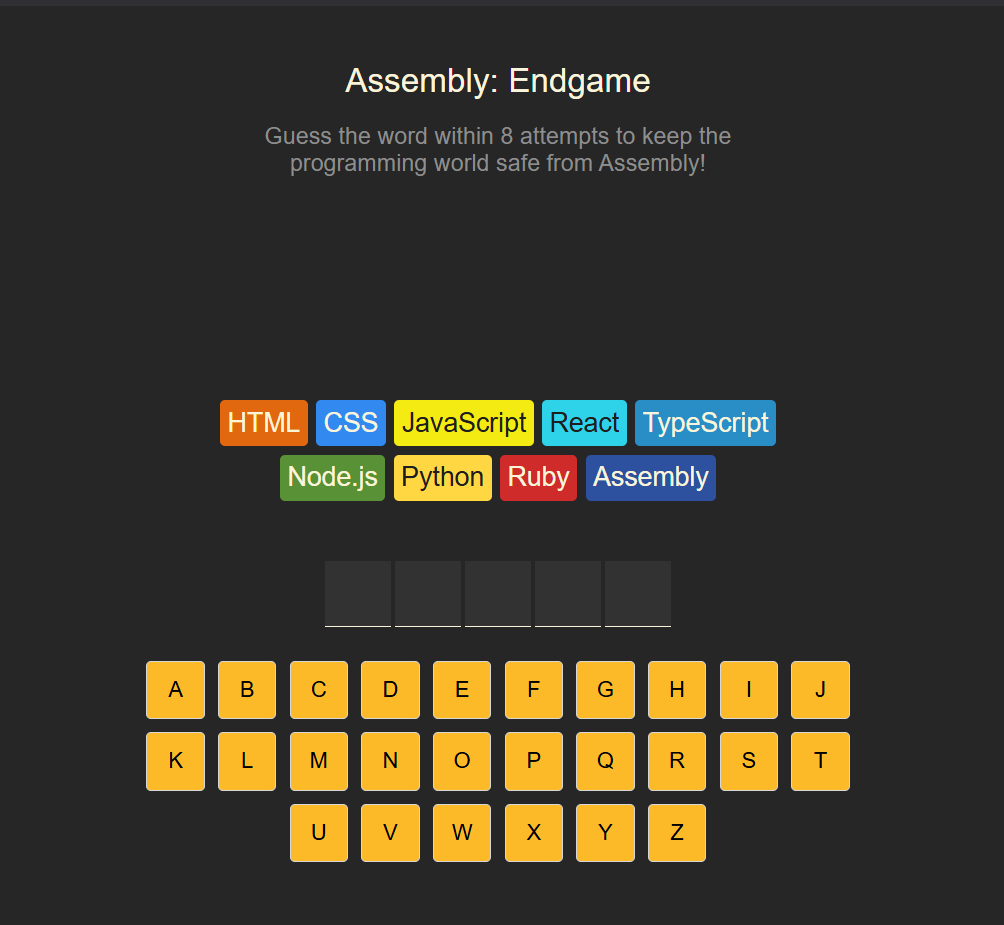 Assembly: Endgame
Guess the word within 8 attempts to keep the
programming world safe from Assembly!
HTML CSS JavaScript React TypeScript
Node.js Python Ruby Assembly
A B C D E F G H I J
K L M N O P Q R S T
U V W X Y Z